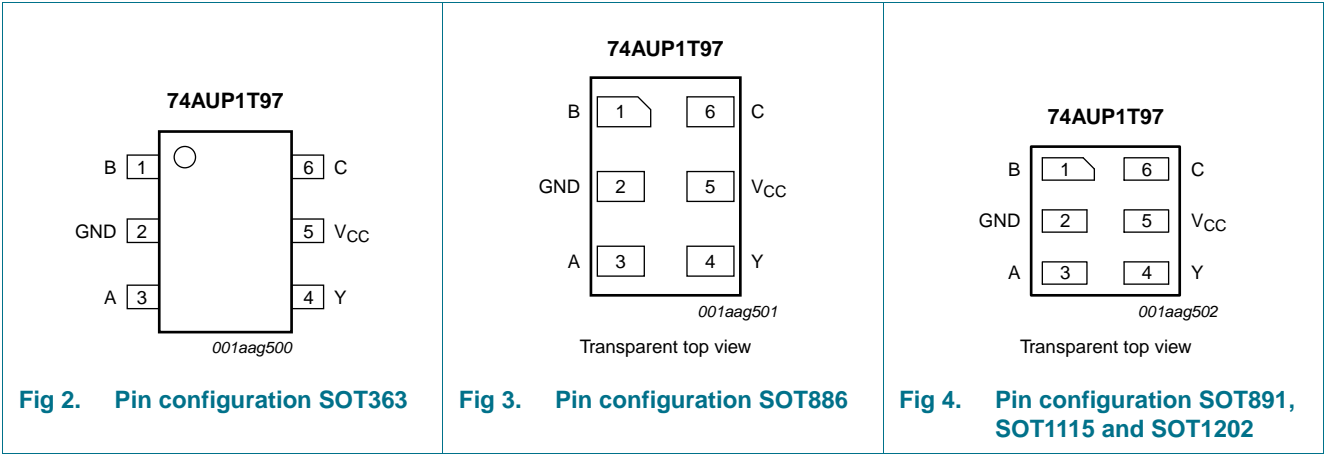 74AUP1T97
B 1 6 C
GND 2 5 VCC
A 3 4 Y
001aag500
Fig 2. Pin configuration SOT363
74AUP1T97
B 1 6 C
GND 2 5 VCC
A 3 4 Y
001aag501
Transparent top view
Fig 3. Pin configuration SOT886
74AUP1T97
B 1 6 C
GND 2 5 VCC
A 3 4 Y
001aag502
Transparent top view
Fig 4. Pin configuration SOT891,
SOT1115 and SOT1202